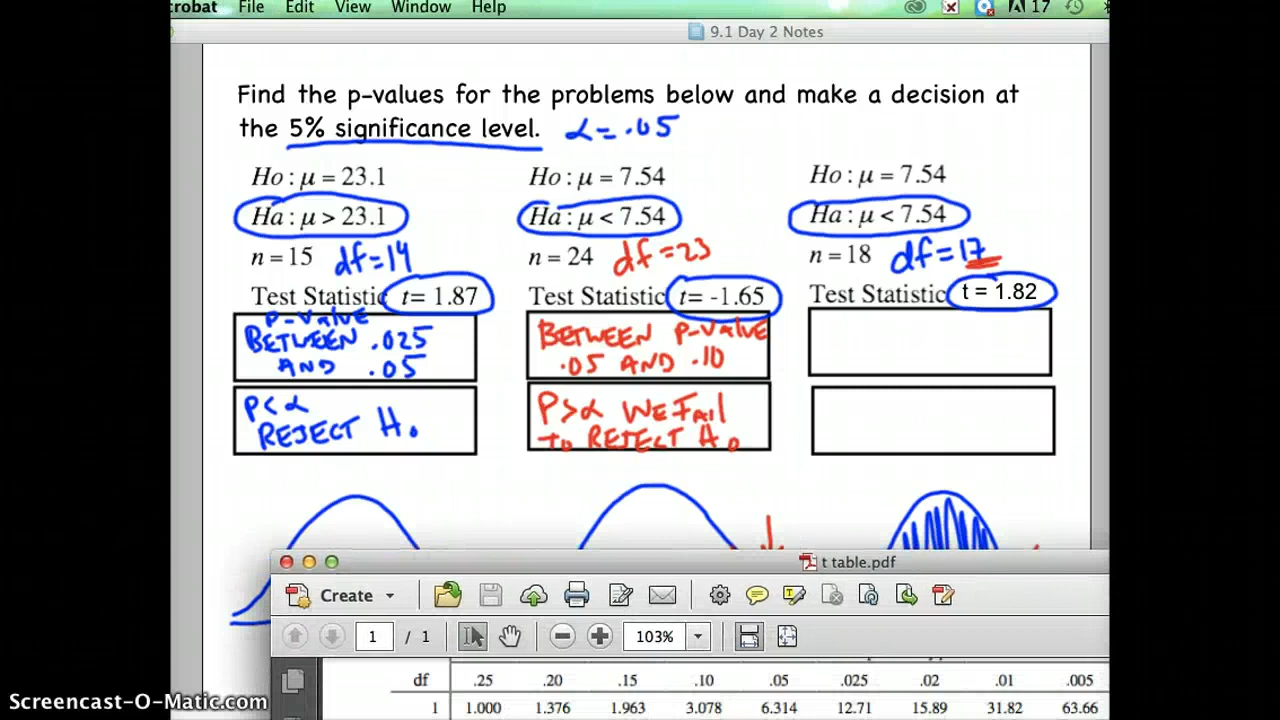 crobat File Edit View Window Help 17
9.1 Day 2 Notes
Find the p-values for the problems below and make a decision at
the 5% significance level. α = .05
Ho : μ = 23.1
Ha : μ > 23.1
n = 15 df = 14
Test Statistic t= 1.87
P-VALUE
BETWEEN .025
AND .05
P < α
REJECT H₀
Ho : μ = 7.54
Ha : μ < 7.54
n = 24 df = 23
Test Statistic t= -1.65
BETWEEN P-VALUE
.05 AND .10
P > α WE FAIL
TO REJECT H₀
Ho : μ = 7.54
Ha : μ < 7.54
n = 18 df = 17
Test Statistic t = 1.82
t table.pdf
Create
1 / 1 103%
df .25 .20 .15 .10 .05 .025 .02 .01 .005
1 1.000 1.376 1.963 3.078 6.314 12.71 15.89 31.82 63.66
Screencast-O-Matic.com